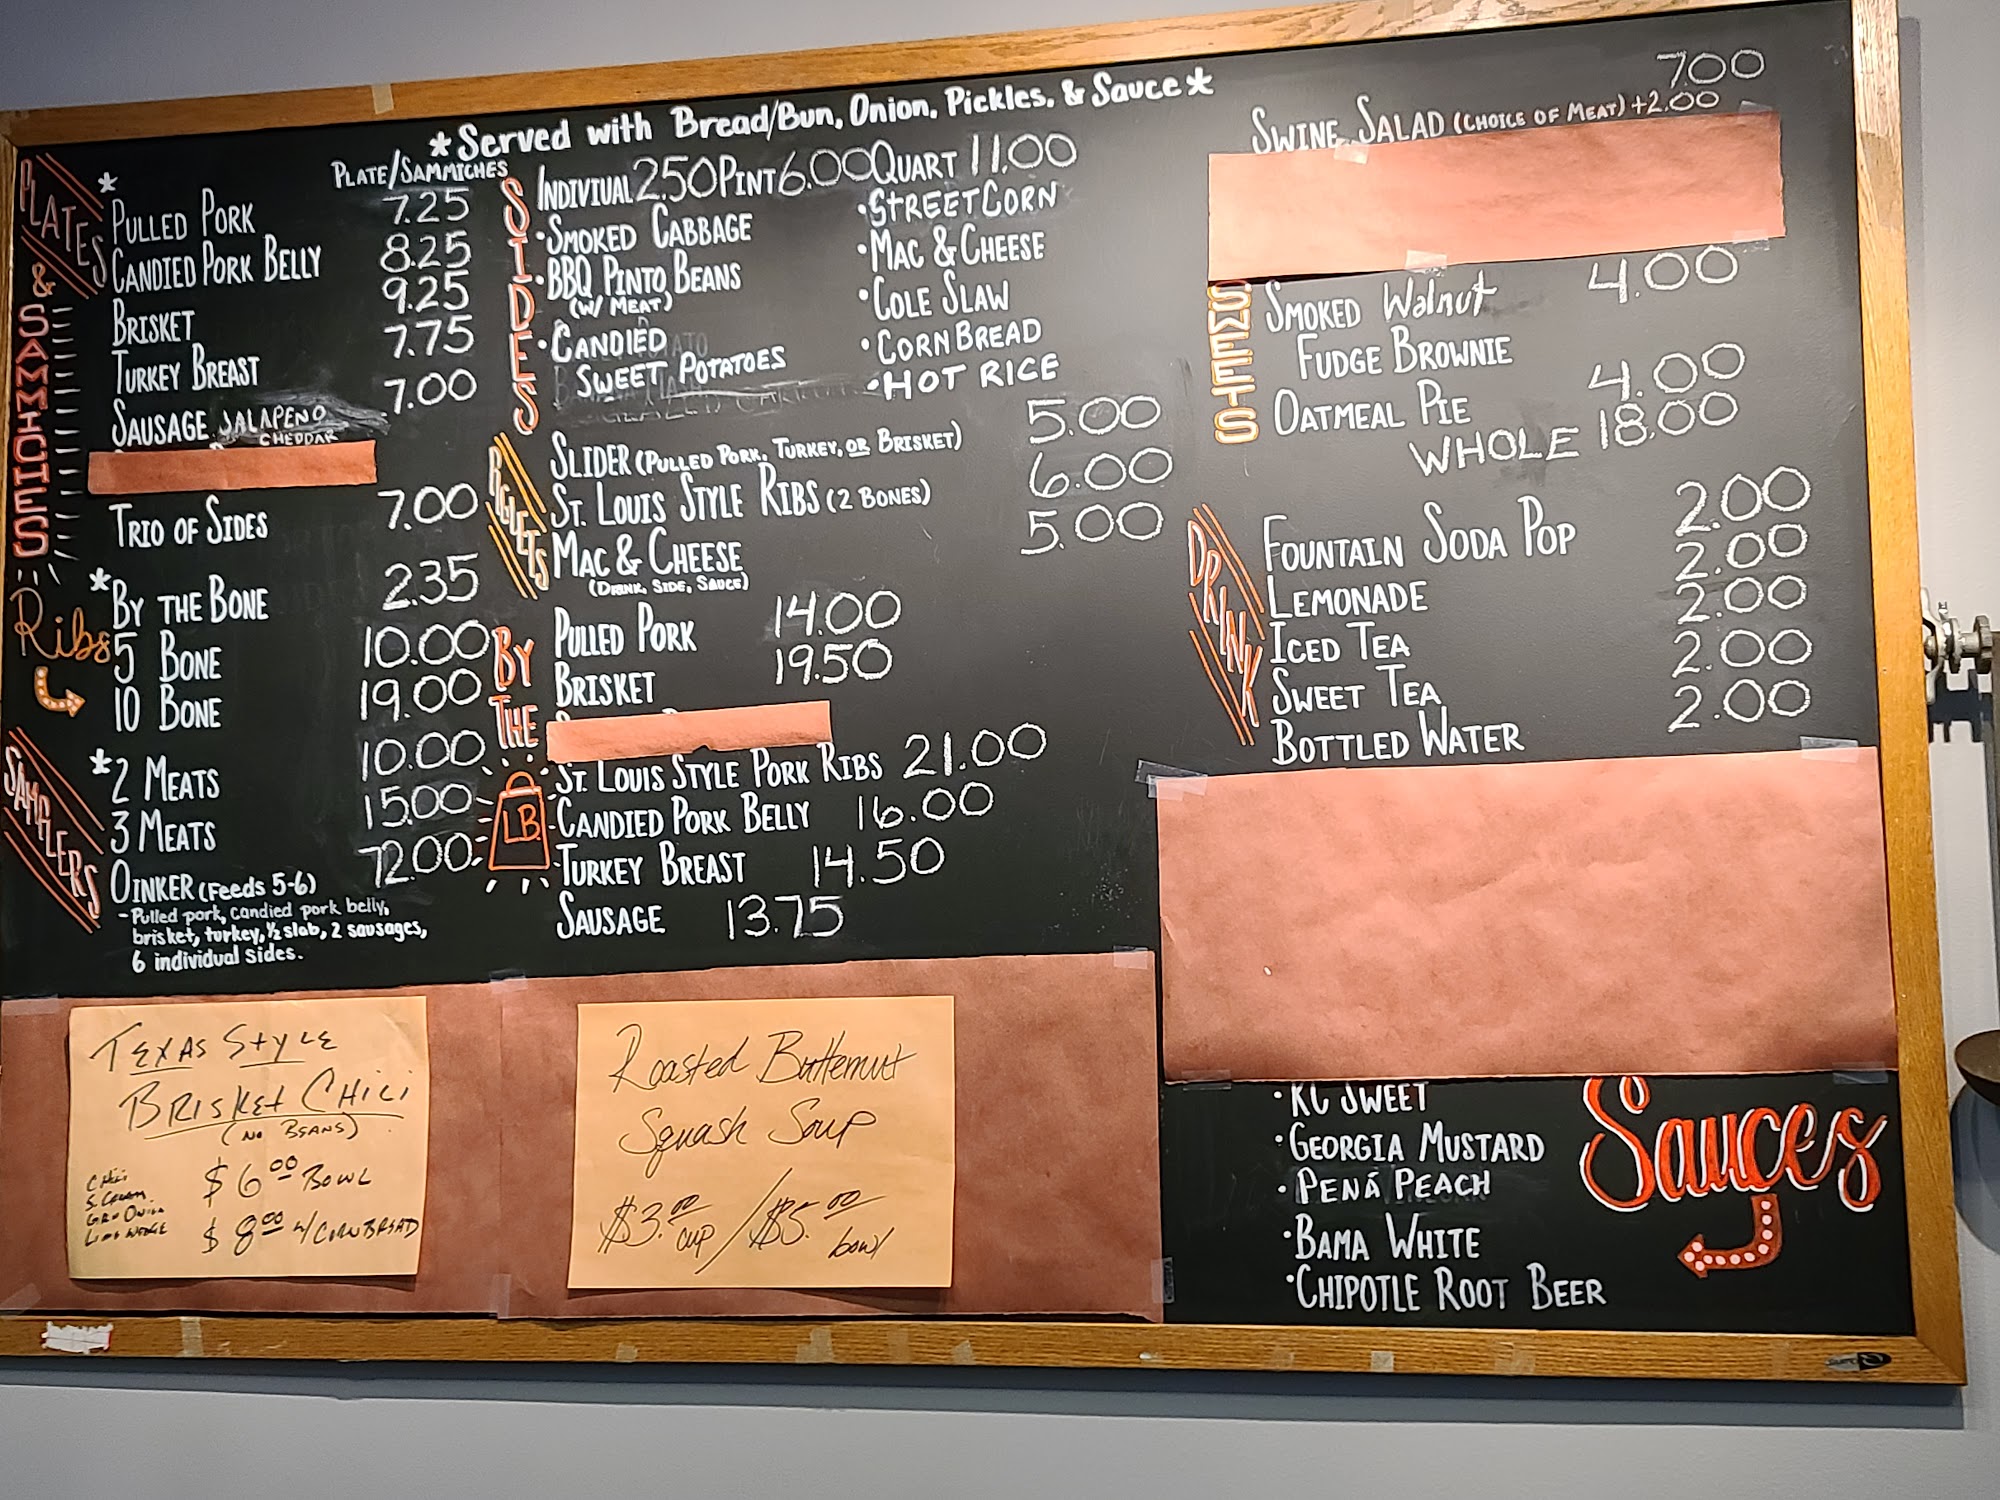 *Served with Bread/Bun, Onion, Pickles, & Sauce*
PLATES & SAMMICHES
PLATE/SAMMICHES
*
PULLED PORK 7.25
CANDIED PORK BELLY 8.25
BRISKET 9.25
TURKEY BREAST 7.75
SAUSAGE JALAPENO 7.00
CHEDDAR
TRIO OF SIDES 7.00
Ribs
*BY THE BONE 2.35
5 BONE 10.00
10 BONE 19.00
SAMPLERS
*2 MEATS 10.00
3 MEATS 15.00
OINKER (FEEDS 5-6) 72.00
-Pulled pork, candied pork belly,
brisket, turkey, ½ slab, 2 sausages,
6 individual sides.
SIDES
INDIVIUAL 2.50 PINT 6.00 QUART 11.00
•SMOKED CABBAGE
•BBQ PINTO BEANS
(W/ MEAT)
•CANDIED
SWEET POTATOES
•STREET CORN
•MAC & CHEESE
•COLE SLAW
•CORN BREAD
•HOT RICE
PIGLETS
SLIDER (PULLED PORK, TURKEY, OR BRISKET) 5.00
ST. LOUIS STYLE RIBS (2 BONES) 6.00
MAC & CHEESE 5.00
(DRINK, SIDE, SAUCE)
BY THE LB
PULLED PORK 14.00
BRISKET 19.50
ST. LOUIS STYLE PORK RIBS 21.00
CANDIED PORK BELLY 16.00
TURKEY BREAST 14.50
SAUSAGE 13.75
7.00
SWINE SALAD (CHOICE OF MEAT) +2.00
SWEETS
SMOKED Walnut 4.00
FUDGE BROWNIE
OATMEAL PIE 4.00
WHOLE 18.00
DRINK
FOUNTAIN SODA POP 2.00
LEMONADE 2.00
ICED TEA 2.00
SWEET TEA 2.00
BOTTLED WATER 2.00
Sauces
•KC SWEET
•GEORGIA MUSTARD
•PENÁ PEACH
•BAMA WHITE
•CHIPOTLE ROOT BEER
TEXAS STYLE
BRISKET CHILI
(NO BEANS)
CHILI
S. CREAM
GRN ONION
LIME WEDGE
$6.00 BOWL
$8.00 W/ CORNBREAD
Roasted Butternut
Squash Soup
$3.00 cup / $5.00 bowl